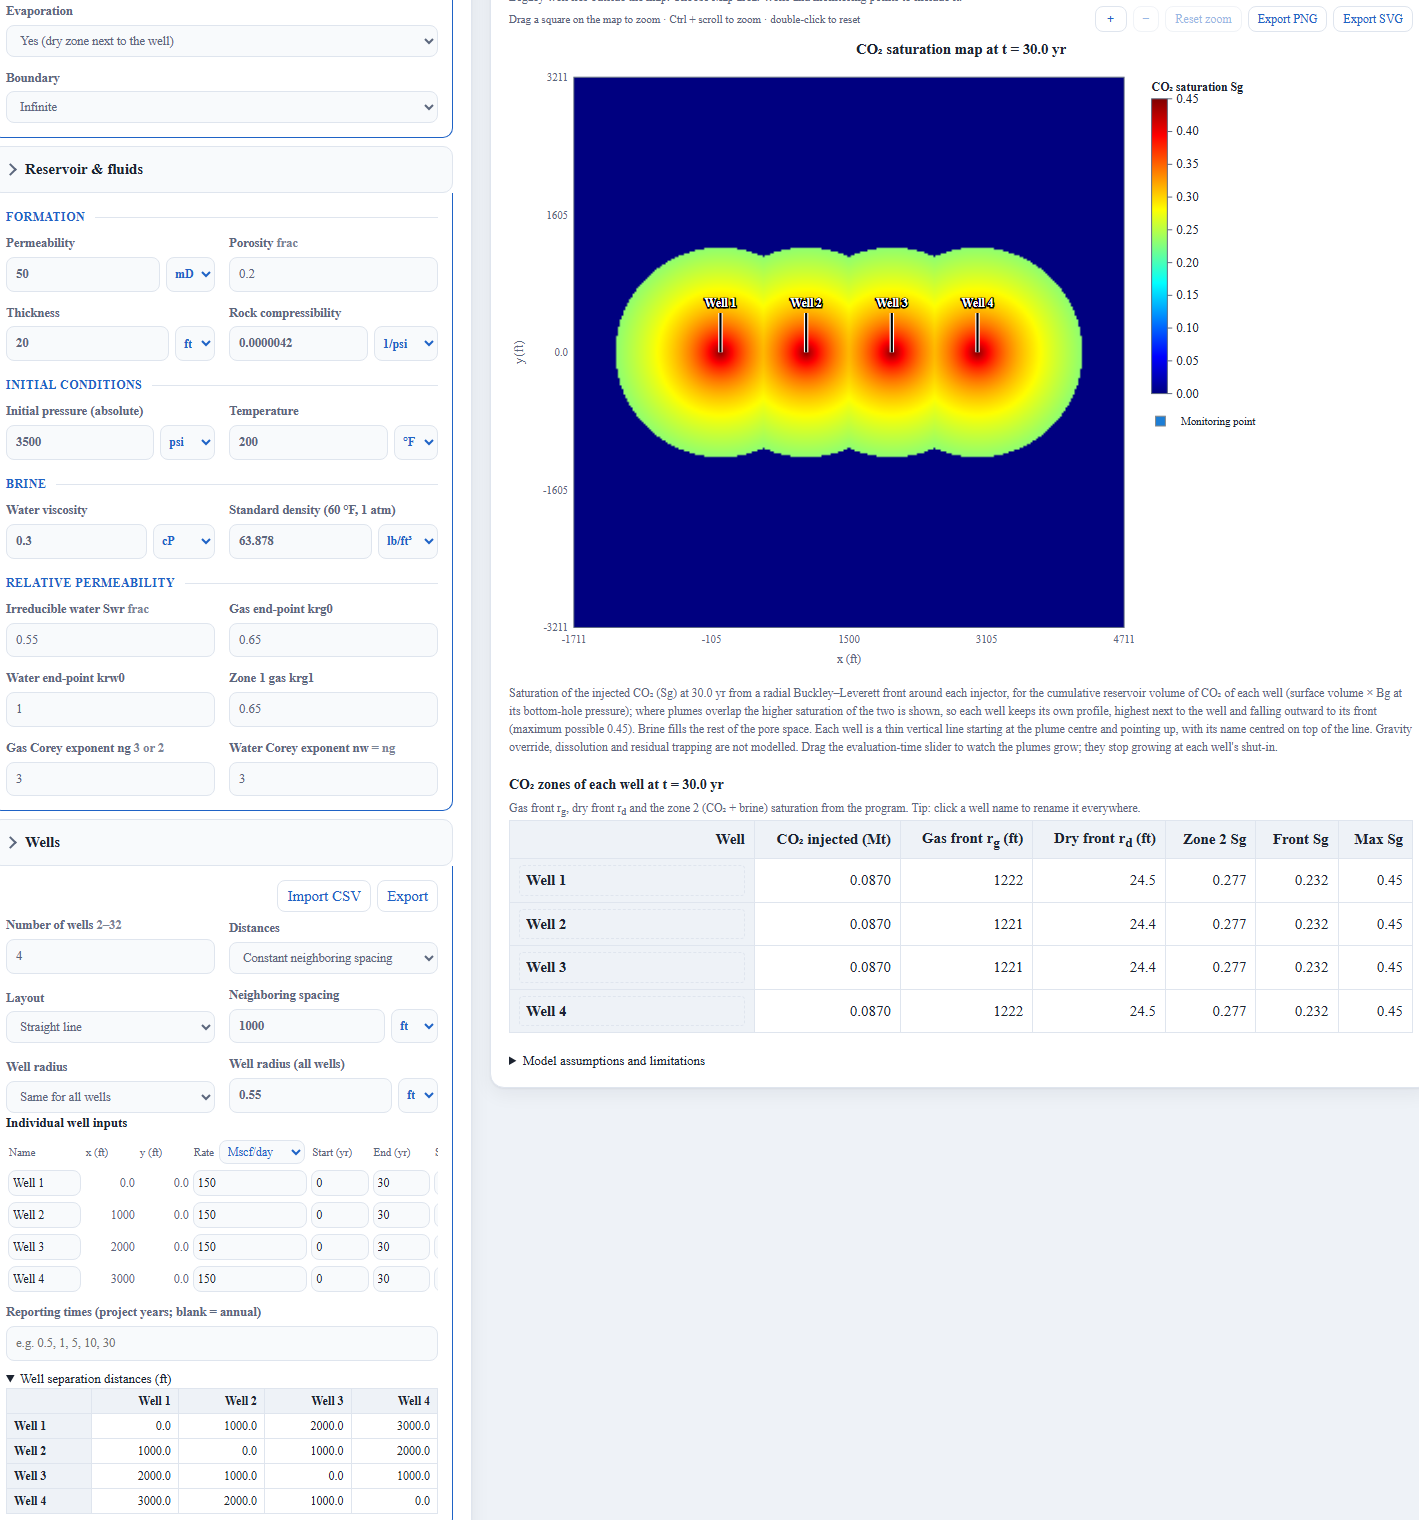 Evaporation
Yes (dry zone next to the well)
Boundary
Infinite
Reservoir & fluids
FORMATION
Permeability
Porosity frac
50
mD
0.2
Thickness
Rock compressibility
20
ft
0.0000042
1/psi
INITIAL CONDITIONS
Initial pressure (absolute)
Temperature
3500
psi
200
°F
BRINE
Water viscosity
Standard density (60 °F, 1 atm)
0.3
cP
63.878
lb/ft³
RELATIVE PERMEABILITY
Irreducible water Swr frac
Gas end-point krg0
0.55
0.65
Water end-point krw0
Zone 1 gas krg1
1
0.65
Gas Corey exponent ng 3 or 2
Water Corey exponent nw = ng
3
3
Wells
Import CSV
Export
Number of wells 2–32
Distances
4
Constant neighboring spacing
Layout
Neighboring spacing
Straight line
1000
ft
Well radius
Well radius (all wells)
Same for all wells
0.55
ft
Individual well inputs
Name x (ft) y (ft) Rate Mscf/day Start (yr) End (yr)
Well 1 0.0 0.0 150 0 30
Well 2 1000 0.0 150 0 30
Well 3 2000 0.0 150 0 30
Well 4 3000 0.0 150 0 30
Reporting times (project years; blank = annual)
e.g. 0.5, 1, 5, 10, 30
Well separation distances (ft)
Well 1 Well 2 Well 3 Well 4
Well 1 0.0 1000.0 2000.0 3000.0
Well 2 1000.0 0.0 1000.0 2000.0
Well 3 2000.0 1000.0 0.0 1000.0
Well 4 3000.0 2000.0 1000.0 0.0
Drag a square on the map to zoom · Ctrl + scroll to zoom · double-click to reset
+
−
Reset zoom
Export PNG
Export SVG
CO₂ saturation map at t = 30.0 yr
3211
1605
0.0
-1605
-3211
y (ft)
Well 1
Well 2
Well 3
Well 4
-1711
-105
1500
3105
4711
x (ft)
CO₂ saturation Sg
0.45
0.40
0.35
0.30
0.25
0.20
0.15
0.10
0.05
0.00
Monitoring point
Saturation of the injected CO₂ (Sg) at 30.0 yr from a radial Buckley–Leverett front around each injector, for the cumulative reservoir volume of CO₂ of each well (surface volume × Bg at
its bottom-hole pressure); where plumes overlap the higher saturation of the two is shown, so each well keeps its own profile, highest next to the well and falling outward to its front
(maximum possible 0.45). Brine fills the rest of the pore space. Each well is a thin vertical line starting at the plume centre and pointing up, with its name centred on top of the line. Gravity
override, dissolution and residual trapping are not modelled. Drag the evaluation-time slider to watch the plumes grow; they stop growing at each well's shut-in.
CO₂ zones of each well at t = 30.0 yr
Gas front rg, dry front rd and the zone 2 (CO₂ + brine) saturation from the program. Tip: click a well name to rename it everywhere.
Well CO₂ injected (Mt) Gas front rg (ft) Dry front rd (ft) Zone 2 Sg Front Sg Max Sg
Well 1 0.0870 1222 24.5 0.277 0.232 0.45
Well 2 0.0870 1221 24.4 0.277 0.232 0.45
Well 3 0.0870 1221 24.4 0.277 0.232 0.45
Well 4 0.0870 1222 24.5 0.277 0.232 0.45
Model assumptions and limitations